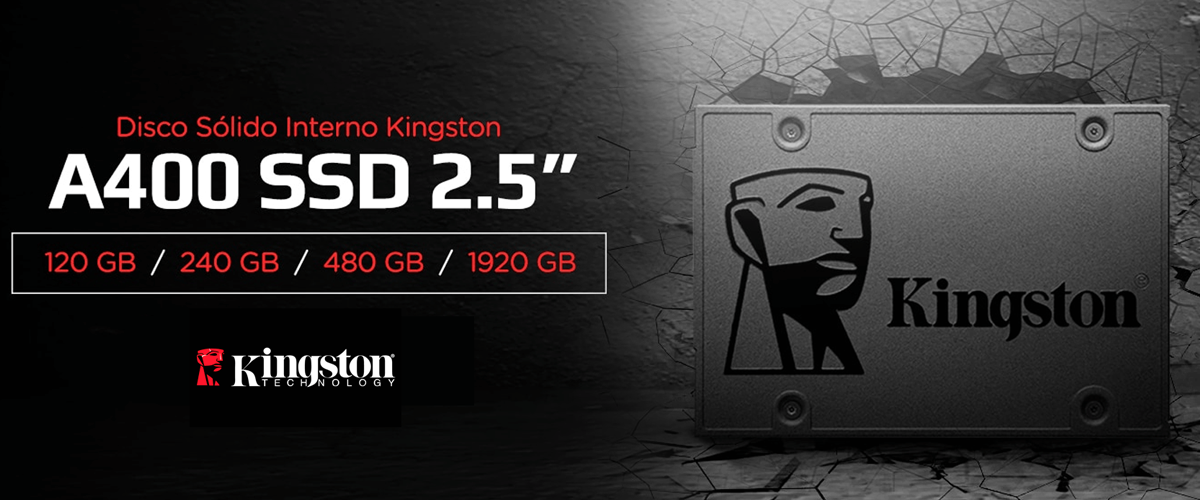 Disco Sólido Interno Kingston
A400 SSD 2.5”
120 GB / 240 GB / 480 GB / 1920 GB
Kingston®
TECHNOLOGY
Kingston®